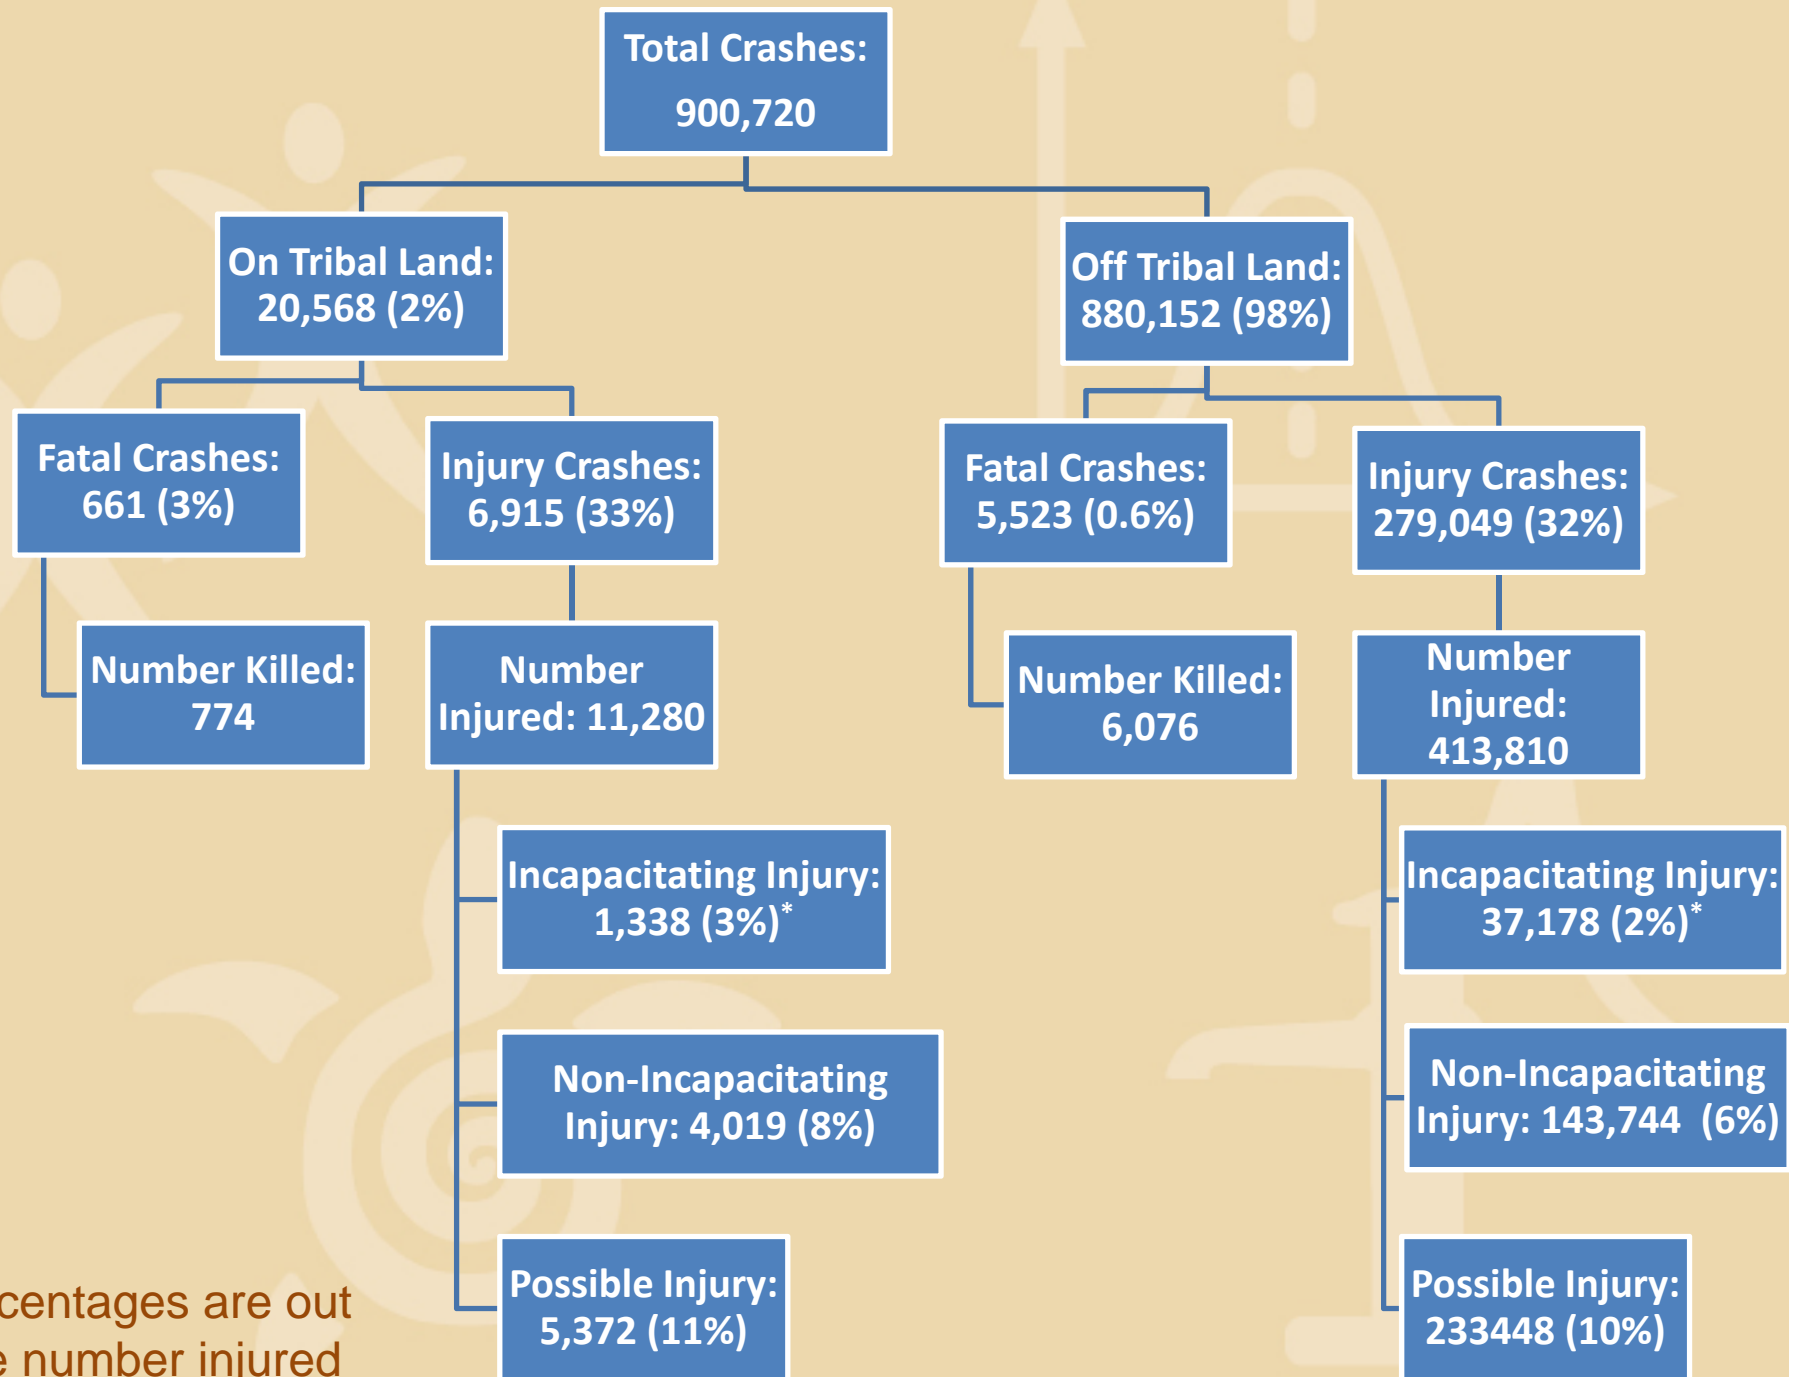 Total Crashes:
900,720
On Tribal Land:
20,568 (2%)
Off Tribal Land:
880,152 (98%)
Fatal Crashes:
661 (3%)
Injury Crashes:
6,915 (33%)
Fatal Crashes:
5,523 (0.6%)
Injury Crashes:
279,049 (32%)
Number Killed:
774
Number
Injured: 11,280
Number Killed:
6,076
Number
Injured:
413,810
Incapacitating Injury:
1,338 (3%)*
Incapacitating Injury:
37,178 (2%)*
Non-Incapacitating
Injury: 4,019 (8%)
Non-Incapacitating
Injury: 143,744 (6%)
Possible Injury:
5,372 (11%)
Possible Injury:
233448 (10%)
are out
number injured